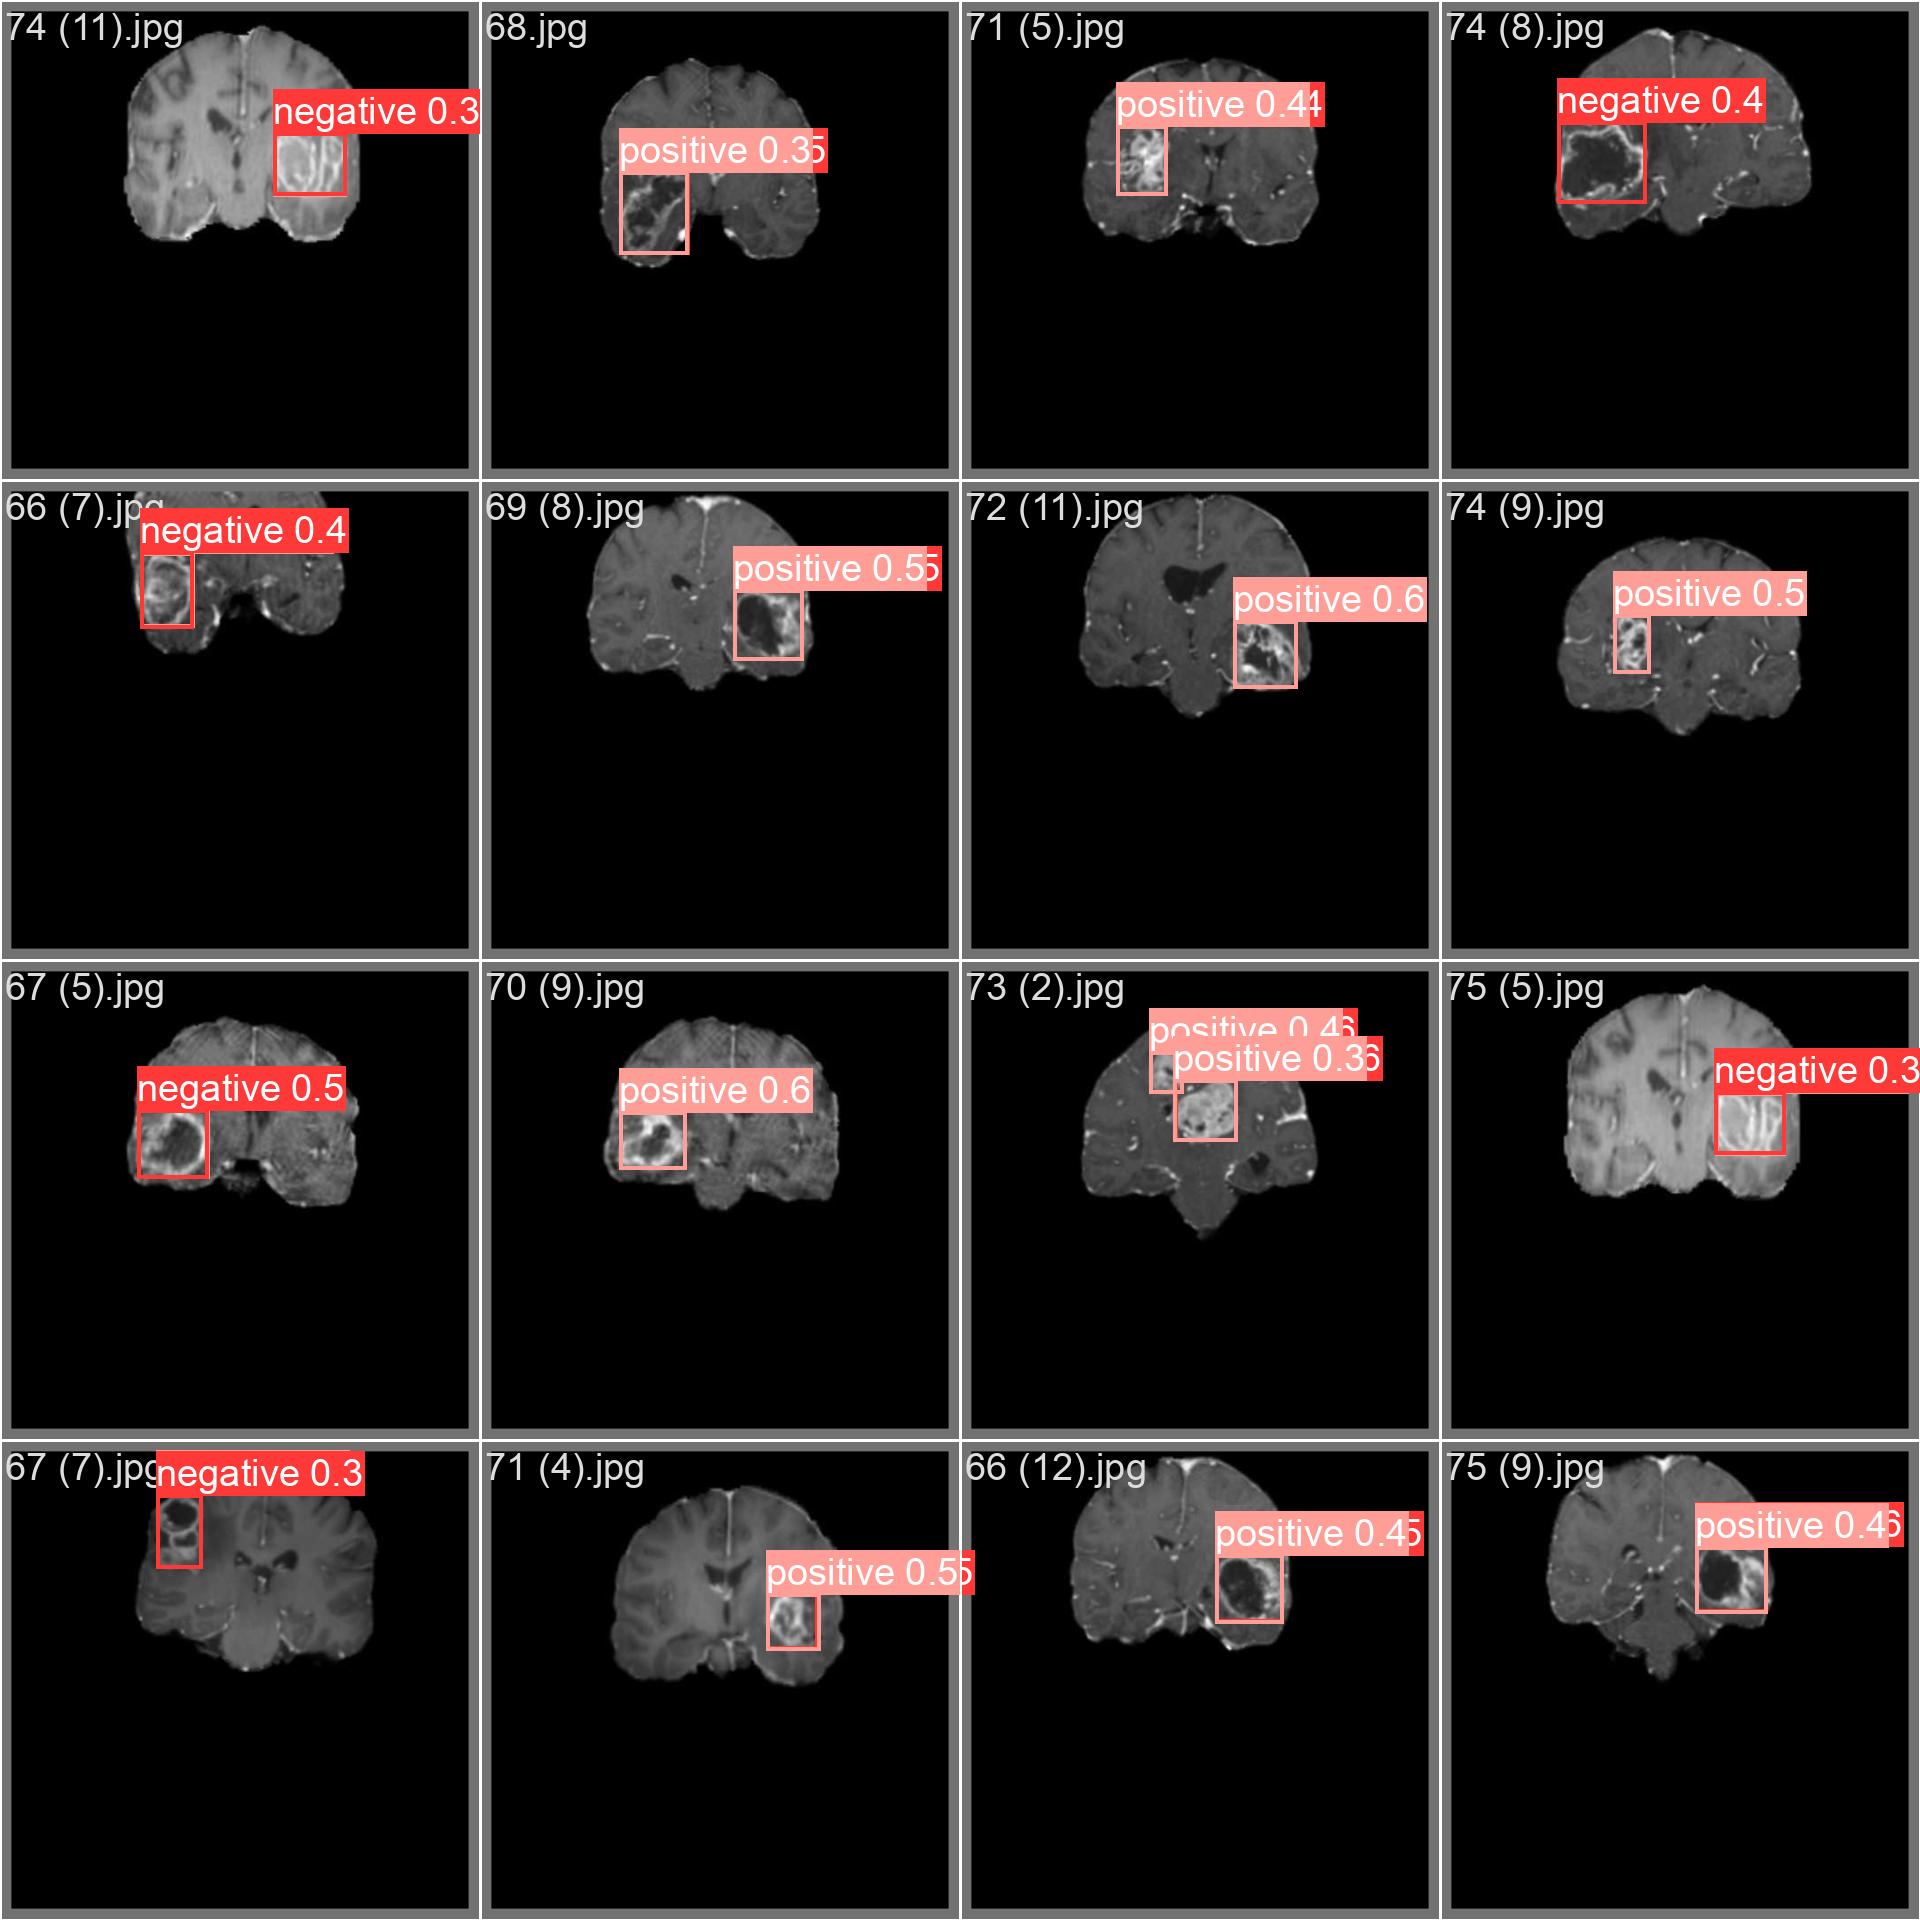 74 (11).jpg
negative 0.3
68.jpg
positive 0.35
71 (5).jpg
positive 0.44
74 (8).jpg
negative 0.4
66 (7).jpg
negative 0.4
69 (8).jpg
positive 0.55
72 (11).jpg
positive 0.6
74 (9).jpg
positive 0.5
67 (5).jpg
negative 0.5
70 (9).jpg
positive 0.6
73 (2).jpg
positive 0.46
positive 0.36
75 (5).jpg
negative 0.3
67 (7).jpg
negative 0.3
71 (4).jpg
positive 0.55
66 (12).jpg
positive 0.45
75 (9).jpg
positive 0.46